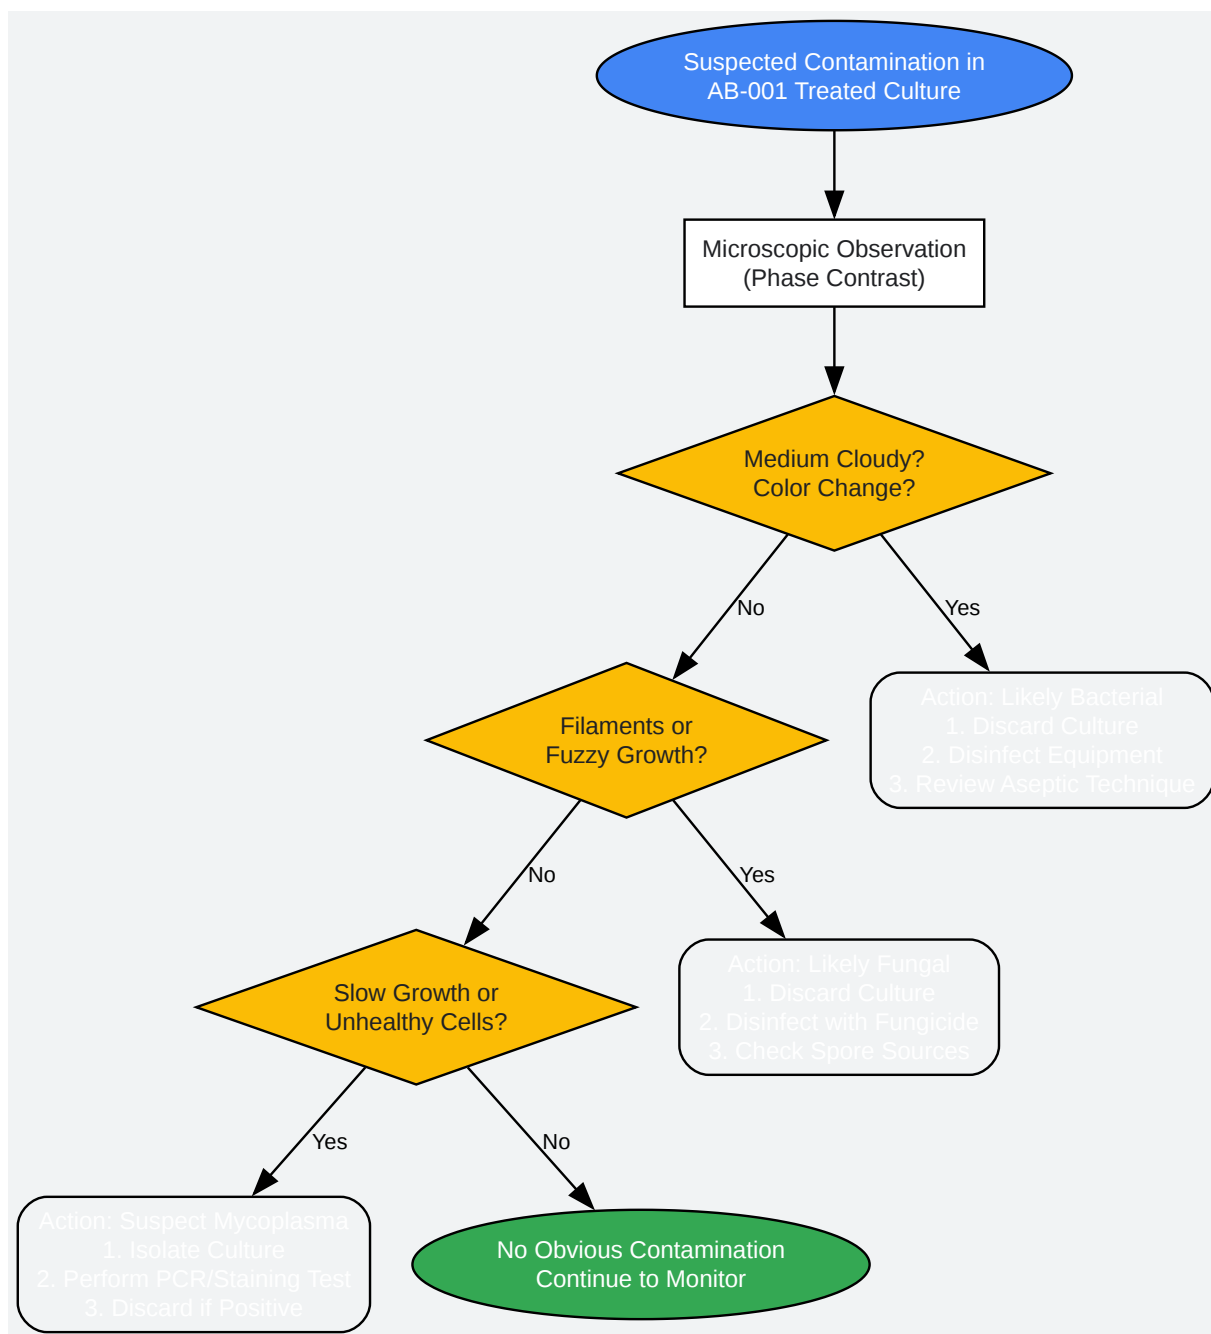 Suspected Contamination in
AB-001 Treated Culture
Microscopic Observation
(Phase Contrast)
Medium Cloudy?
Color Change?
No
Yes
Filaments or
Fuzzy Growth?
Action: Likely Bacterial
1. Discard Culture
2. Disinfect Equipment
3. Review Aseptic Technique
No
Yes
Slow Growth or
Unhealthy Cells?
Action: Likely Fungal
1. Discard Culture
2. Disinfect with Fungicide
3. Check Spore Sources
Yes
No
Action: Suspect Mycoplasma
1. Isolate Culture
2. Perform PCR/Staining Test
3. Discard if Positive
No Obvious Contamination
Continue to Monitor